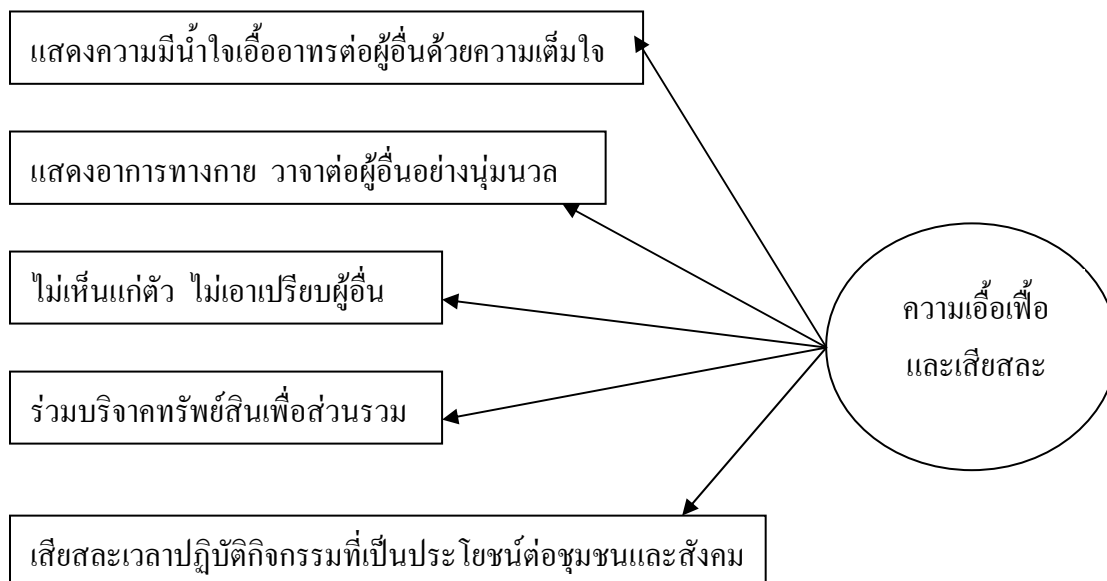 แสดงความมีน้ำใจเอื้ออาทรต่อผู้อื่นด้วยความเต็มใจ
แสดงอาการทางกาย วาจาต่อผู้อื่นอย่างนุ่มนวล
ไม่เห็นแก่ตัว ไม่เอาเปรียบผู้อื่น
ร่วมบริจาคทรัพย์สินเพื่อส่วนรวม
เสียสละเวลาปฏิบัติกิจกรรมที่เป็นประโยชน์ต่อชุมชนและสังคม
ความเอื้อเฟื้อ
และเสียสละ